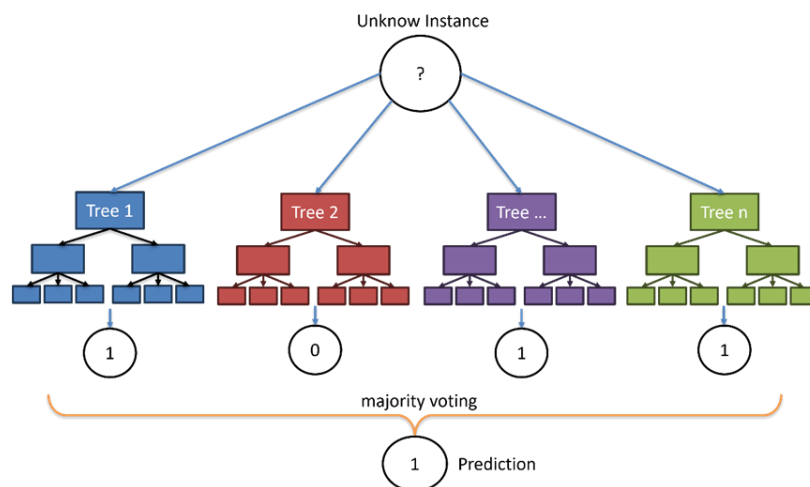 Unknow Instance
?
Tree 1
Tree 2
Tree ...
Tree n
1
0
1
1
majority voting
1
Prediction